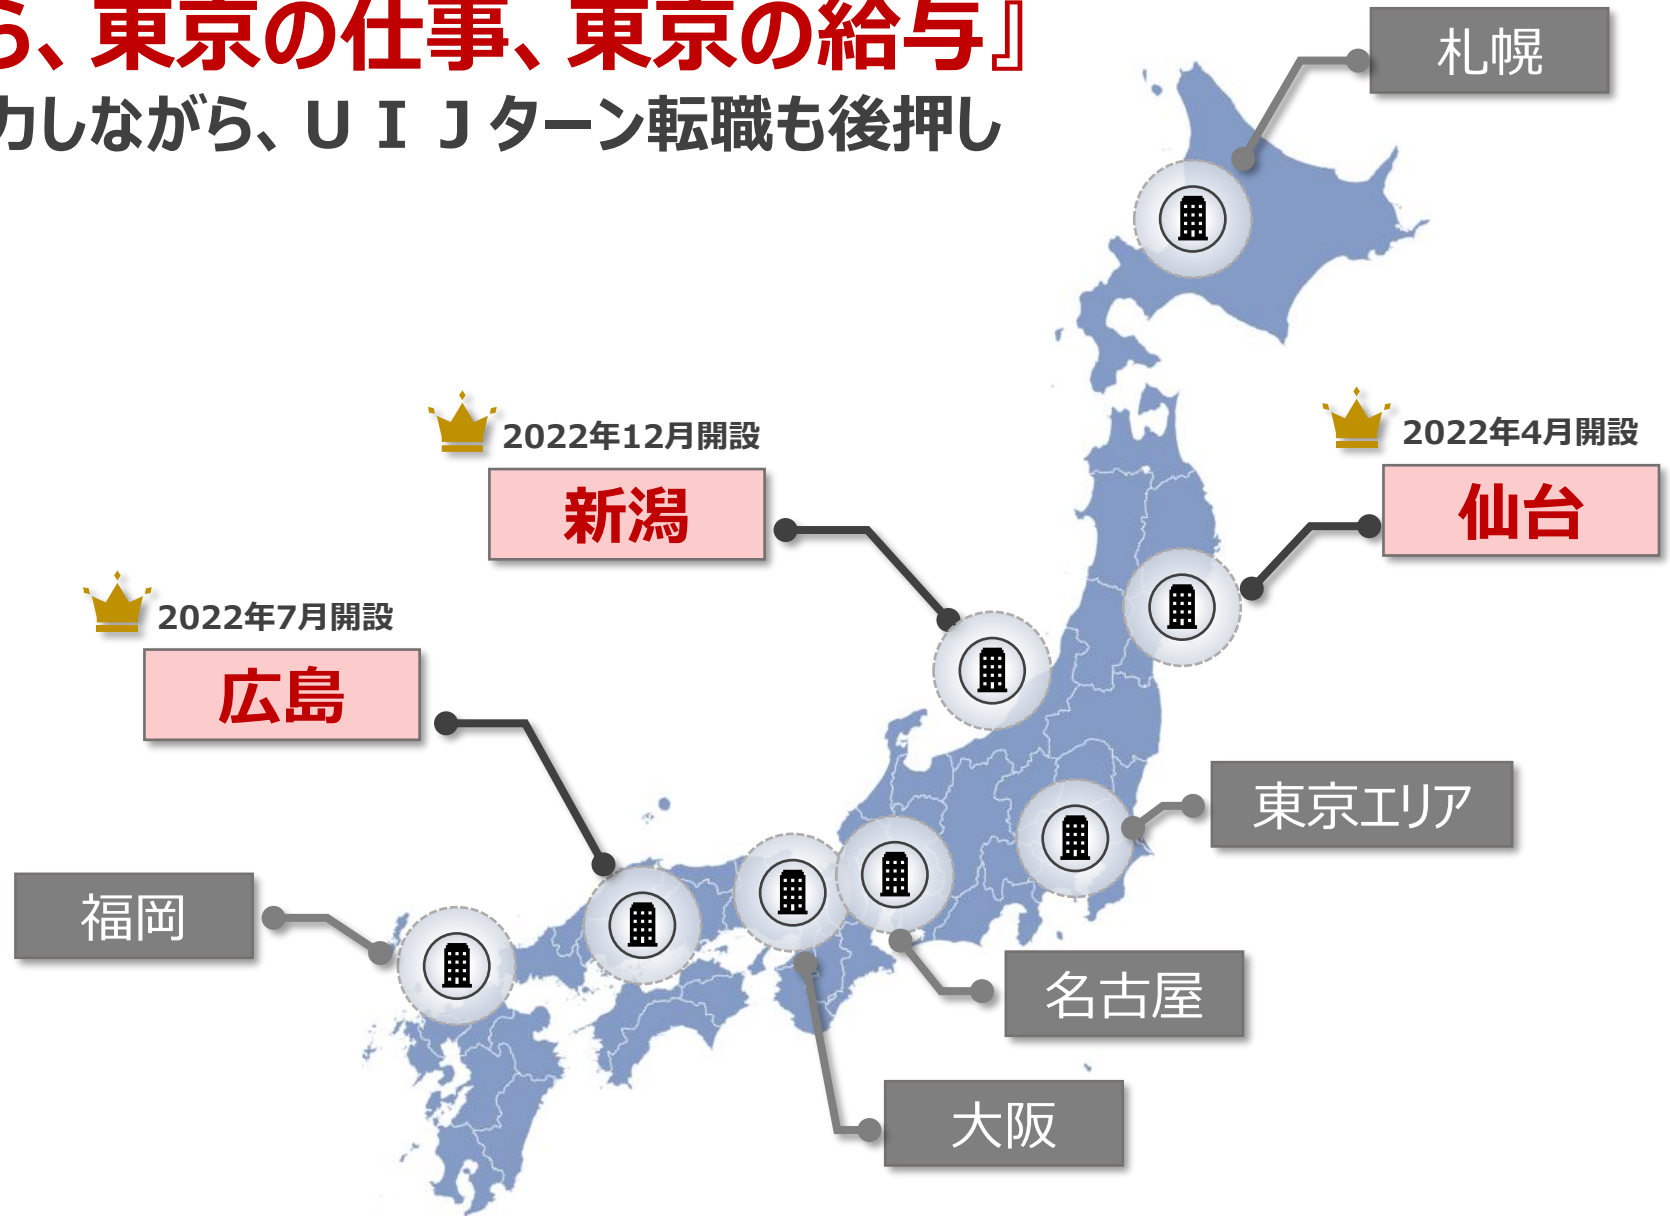 ら、東京の仕事、東京の給与』
力しながら、ＵＩＪターン転職も後押し
札幌
2022年12月開設
新潟
2022年4月開設
仙台
2022年7月開設
広島
東京エリア
福岡
名古屋
大阪